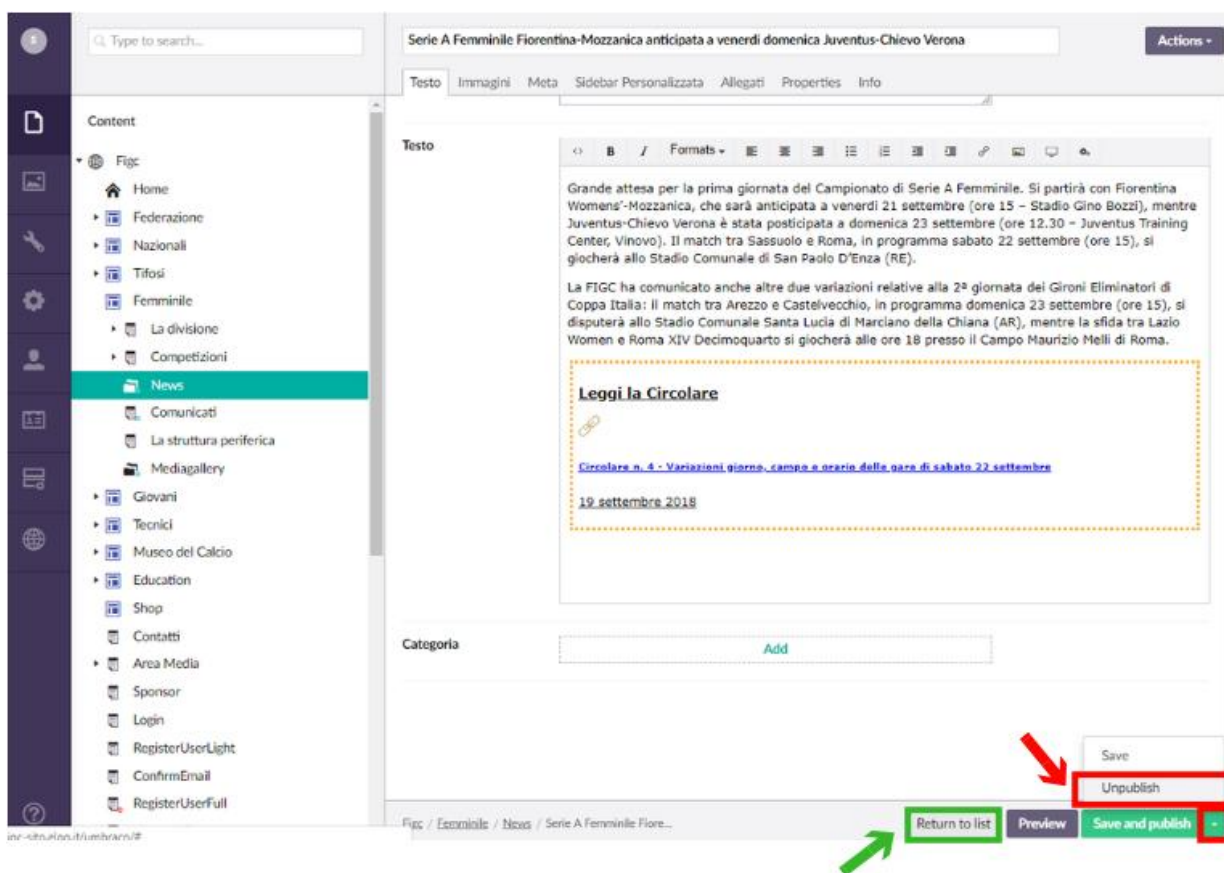 Type to search...
Serie A Femminile Fiorentina-Mozzanica anticipata a venerdì domenica Juventus-Chievo Verona
Actions
Testo Immagini Meta Sidebar Personalizzata Allegati Properties Info
Content
Figc
Home
Federazione
Nazionali
Tifosi
Femminile
La divisione
Competizioni
News
Comunicati
La struttura periferica
Mediagallery
Giovani
Tecnici
Museo del Calcio
Education
Shop
Contatti
Area Media
Sponsor
Login
RegisterUserLight
ConfirmEmail
RegisterUserFull
Testo
B I Formats
Grande attesa per la prima giornata del Campionato di Serie A Femminile. Si partirà con Fiorentina
Womens'-Mozzanica, che sarà anticipata a venerdì 21 settembre (ore 15 – Stadio Gino Bozzi), mentre
Juventus-Chievo Verona è stata posticipata a domenica 23 settembre (ore 12.30 – Juventus Training
Center, Vinovo). Il match tra Sassuolo e Roma, in programma sabato 22 settembre (ore 15), si
giocherà allo Stadio Comunale di San Paolo D'Enza (RE).
La FIGC ha comunicato anche altre due variazioni relative alla 2ª giornata dei Gironi Eliminatori di
Coppa Italia: il match tra Arezzo e Castelvecchio, in programma domenica 23 settembre (ore 15), si
disputerà allo Stadio Comunale Santa Lucia di Marciano della Chiana (AR), mentre la sfida tra Lazio
Women e Roma XIV Decimoquarto si giocherà alle ore 18 presso il Campo Maurizio Melli di Roma.
Leggi la Circolare
Circolare n. 4 - Variazioni giorno, campo e orario delle gare di sabato 22 settembre
19 settembre 2018
Categoria
Add
Save
Unpublish
Figc / Femminile / News / Serie A Femminile Fiore...
Return to list
Preview
Save and publish